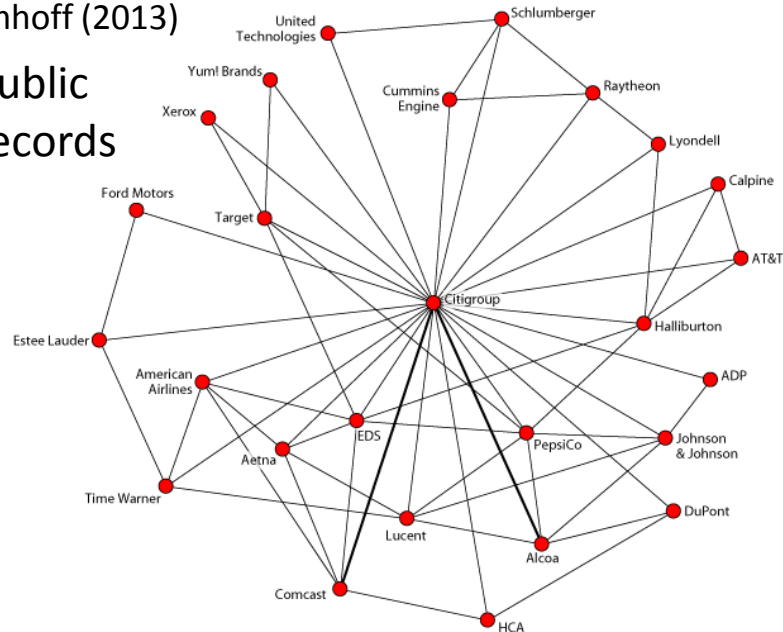 nhoff (2013)
ublic
ecords
United
Technologies
Schlumberger
Yum! Brands
Cummins
Engine
Raytheon
Xerox
Lyondell
Calpine
Ford Motors
Target
AT&T
Citigroup
Halliburton
Estee Lauder
American
Airlines
ADP
EDS
PepsiCo
Johnson
& Johnson
Aetna
Time Warner
DuPont
Lucent
Alcoa
Comcast
HCA